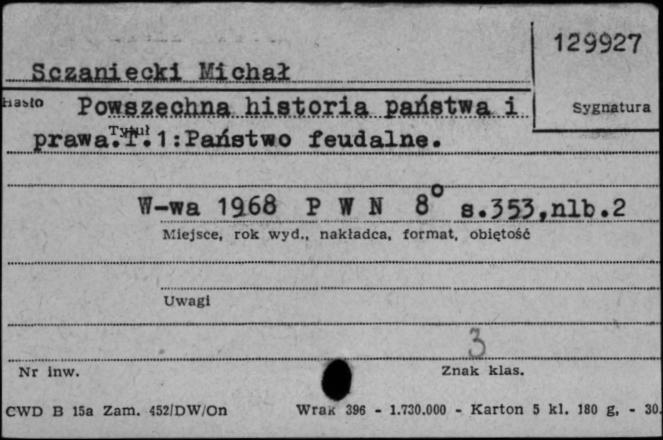 129927
Sczaniecki Michał
Hasło Powszechna historia państwa i
Sygnatura
Tytuł
prawa.T.1:Państwo feudalne.
W-wa 1968 P W N 8° s.353,nlb.2
Miejsce, rok wyd., nakładca, format, objętość
Uwagi
3
Nr inw. Znak klas.
CWD B 15a Zam. 452/DW/On Wrak 396 - 1.730.000 - Karton 5 kl. 180 g, - 30.